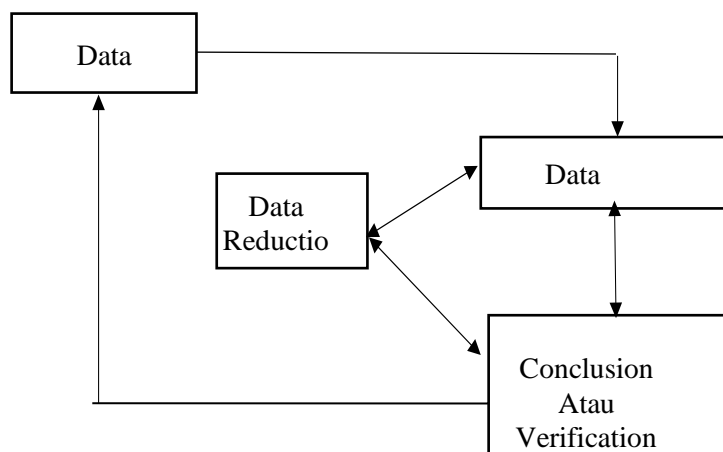 Data
Data
Data
Reductio
Conclusion
Atau
Verification